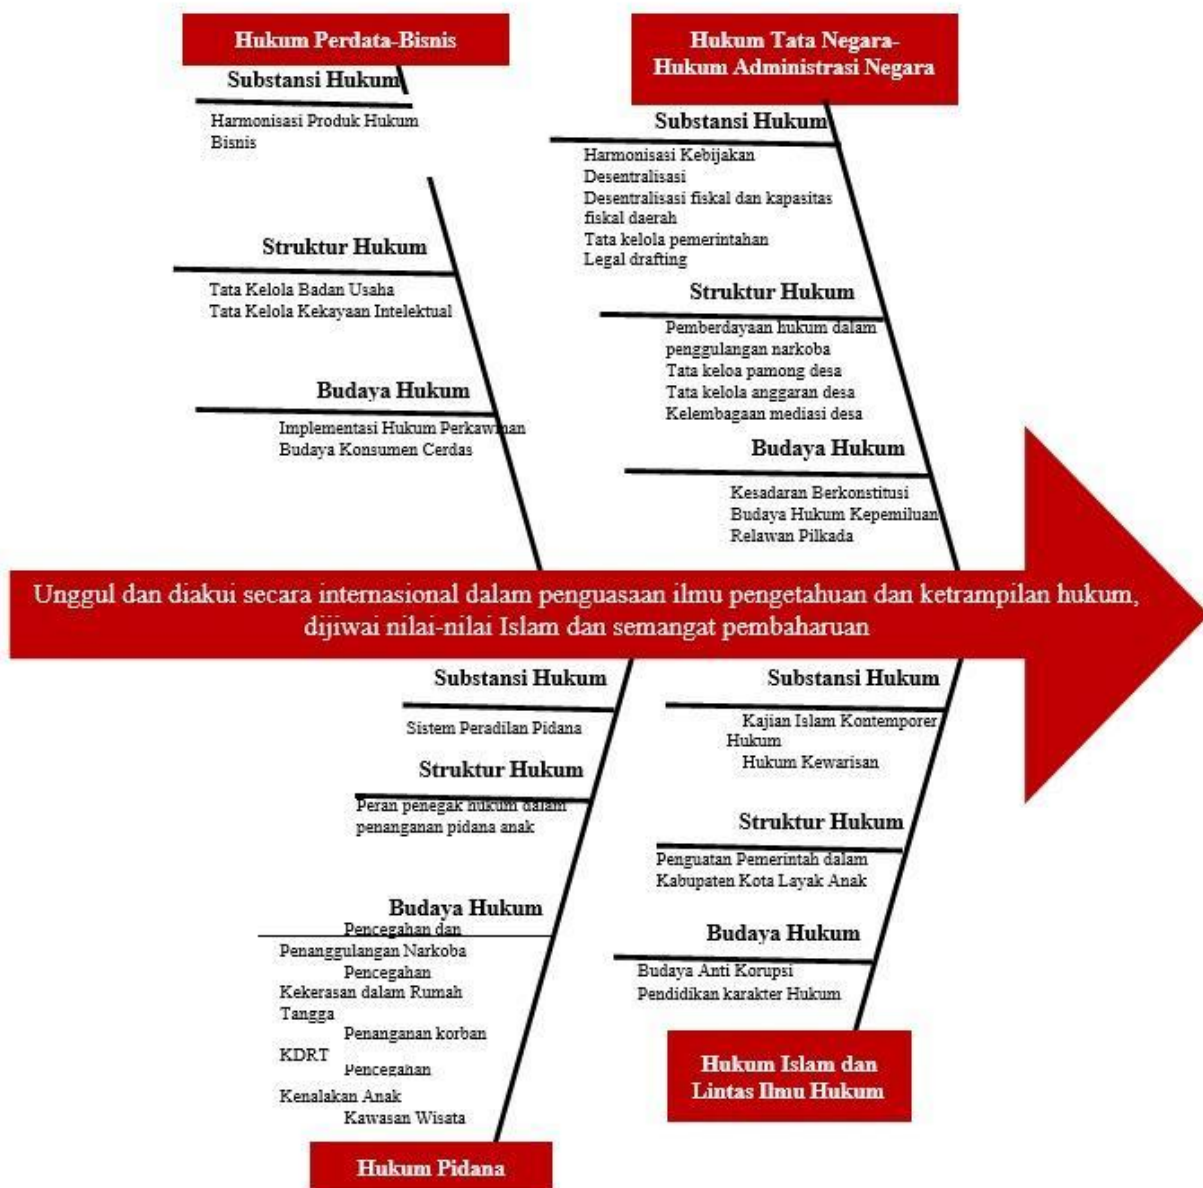 Hukum Perdata-Bisnis
Substansi Hukum
Harmonisasi Produk Hukum
Bisnis
Struktur Hukum
Tata Kelola Badan Usaha
Tata Kelola Kekayaan Intelektual
Budaya Hukum
Implementasi Hukum Perkawinan
Budaya Konsumen Cerdas
Hukum Tata Negara-
Hukum Administrasi Negara
Substansi Hukum
Harmonisasi Kebijakan
Desentralisasi
Desentralisasi fiskal dan kapasitas
fiskal daerah
Tata kelola pemerintahan
Legal drafting
Struktur Hukum
Pemberdayaan hukum dalam
penggulangan narkoba
Tata keloa pamong desa
Tata kelola anggaran desa
Kelembagaan mediasi desa
Budaya Hukum
Kesadaran Berkonstitusi
Budaya Hukum Kepemiluan
Relawan Pilkada
Unggul dan diakui secara internasional dalam penguasaan ilmu pengetahuan dan ketrampilan hukum,
dijiwai nilai-nilai Islam dan semangat pembaharuan
Substansi Hukum
Sistem Peradilan Pidana
Struktur Hukum
Peran penegak hukum dalam
penanganan pidana anak
Budaya Hukum
Pencegahan dan
Penanggulangan Narkoba
Pencegahan
Kekerasan dalam Rumah
Tangga
Penanganan korban
KDRT
Pencegahan
Kenalakan Anak
Kawasan Wisata
Hukum Pidana
Substansi Hukum
Kajian Islam Kontemporer
Hukum
Hukum Kewarisan
Struktur Hukum
Penguatan Pemerintah dalam
Kabupaten Kota Layak Anak
Budaya Hukum
Budaya Anti Korupsi
Pendidikan karakter Hukum
Hukum Islam dan
Lintas Ilmu Hukum